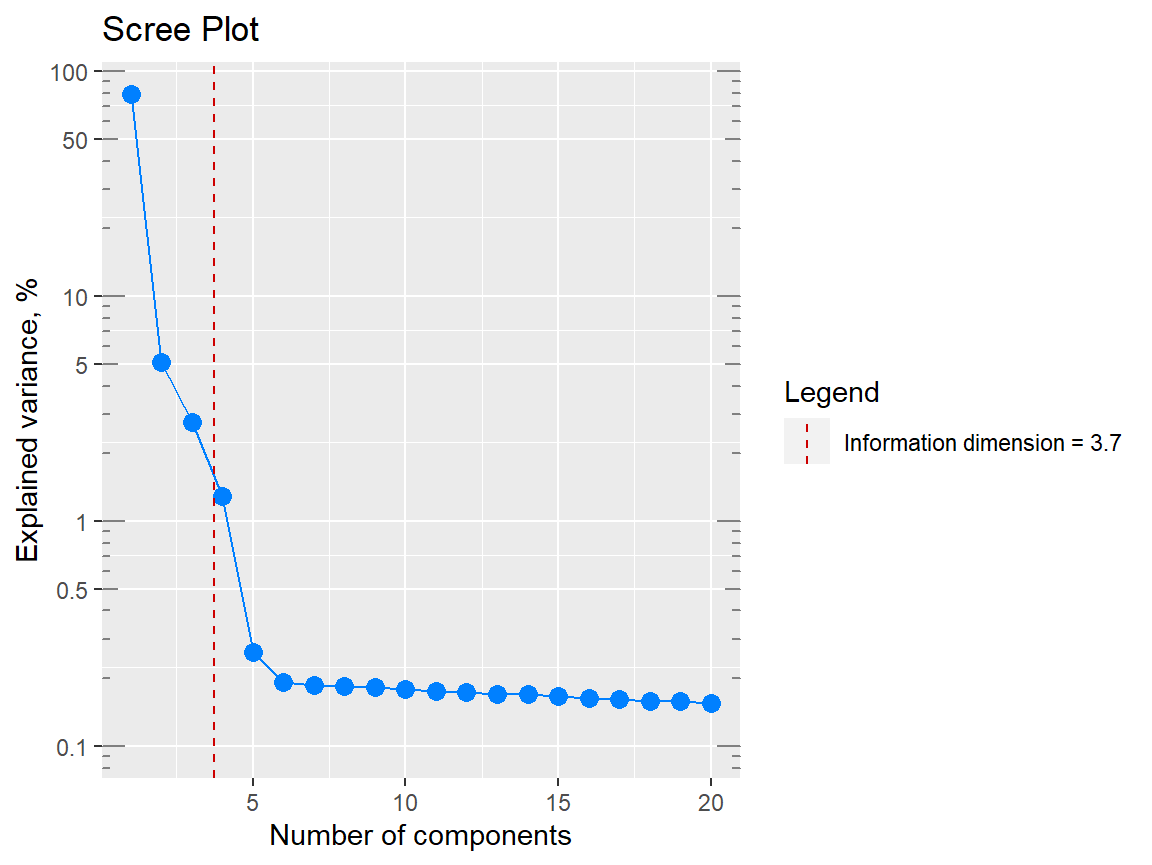 Scree Plot
100
50
10
5
1
0.5
0.1
Explained variance, %
5
10
15
20
Number of components
Legend
Information dimension = 3.7